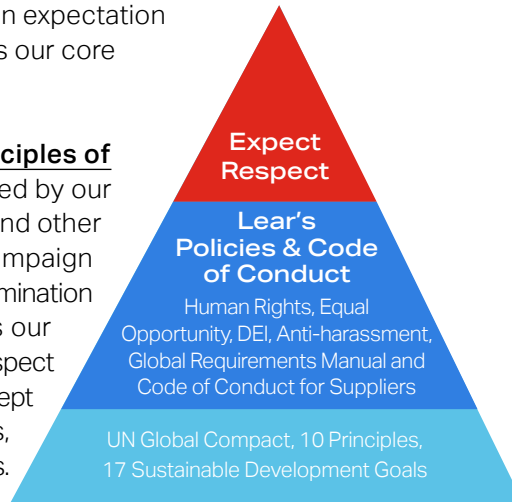 n expectation
s our core
ciples of
ed by our
nd other
mpaign
mination
s our
spect
ept
s,
s.
Expect
Respect
Lear's
Policies & Code
of Conduct
Human Rights, Equal
Opportunity, DEI, Anti-harassment,
Global Requirements Manual and
Code of Conduct for Suppliers
UN Global Compact, 10 Principles,
17 Sustainable Development Goals